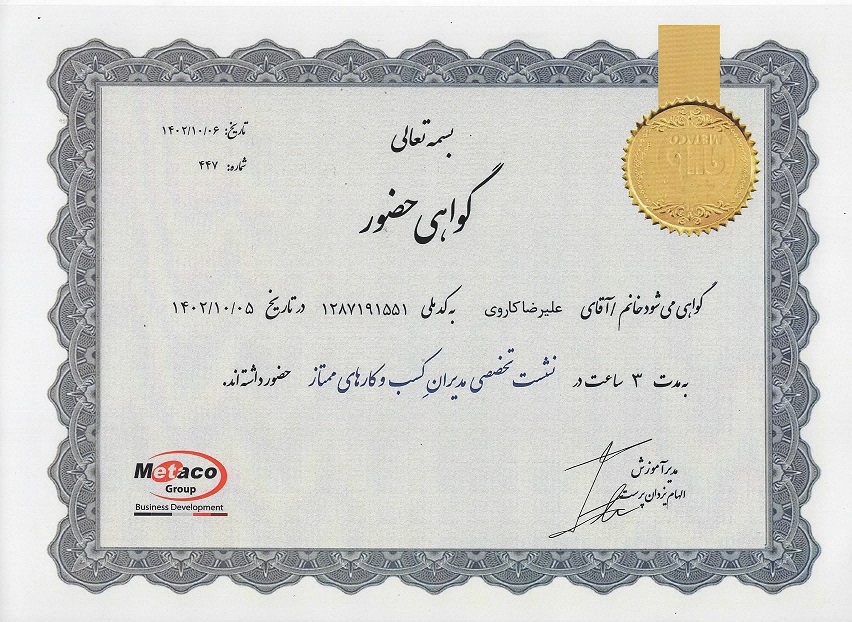 بسمه تعالی
تاریخ: ۱۴۰۲/۱۰/۰۶
شماره: ۴۴۷
گواهی حضور
گواهی می شود خانم / آقای علیرضا کاروی به کد ملی ۱۲۸۷۱۹۱۵۵۱ در تاریخ ۱۴۰۲/۱۰/۰۵
به مدت ۳ ساعت در نشست تخصصی مدیرانِ کسب و کارهای ممتاز حضور داشته اند.
مدیر آموزش
الهام یزدان پرست
Metaco
Group
Business Development